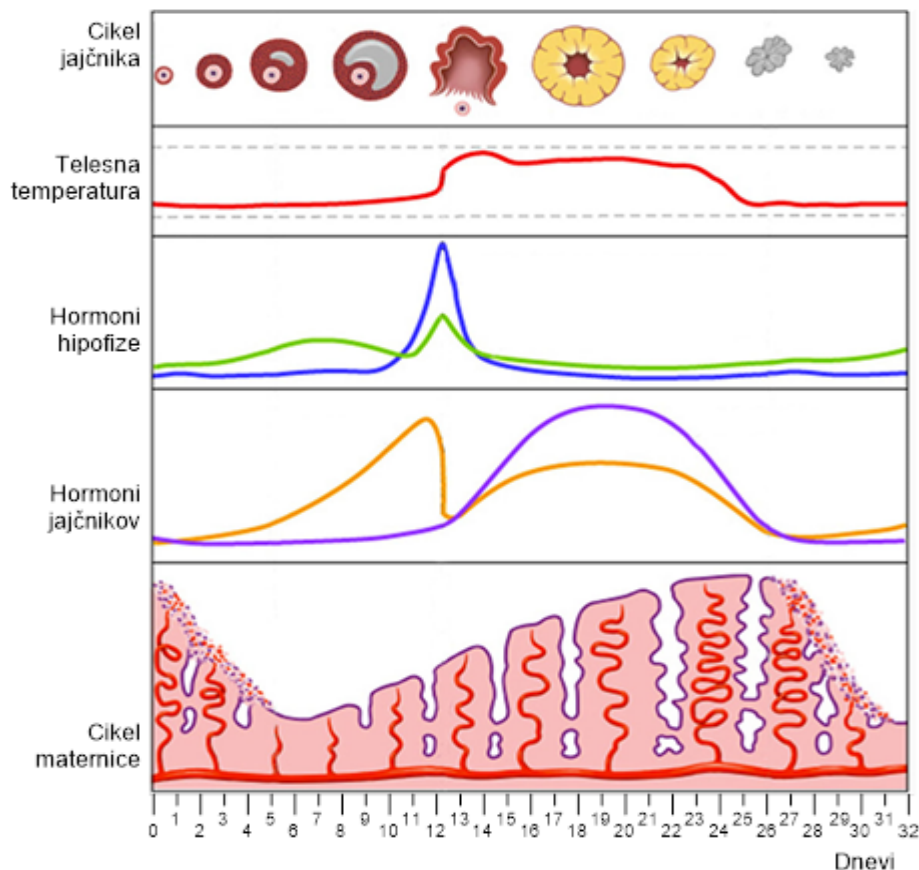 Cikel
jajčnika
Telesna
temperatura
Hormoni
hipofize
Hormoni
jajčnikov
Cikel
maternice
0 1 2 3 4 5 6 7 8 9 10 11 12 13 14 15 16 17 18 19 20 21 22 23 24 25 26 27 28 29 30 31 32
Dnevi